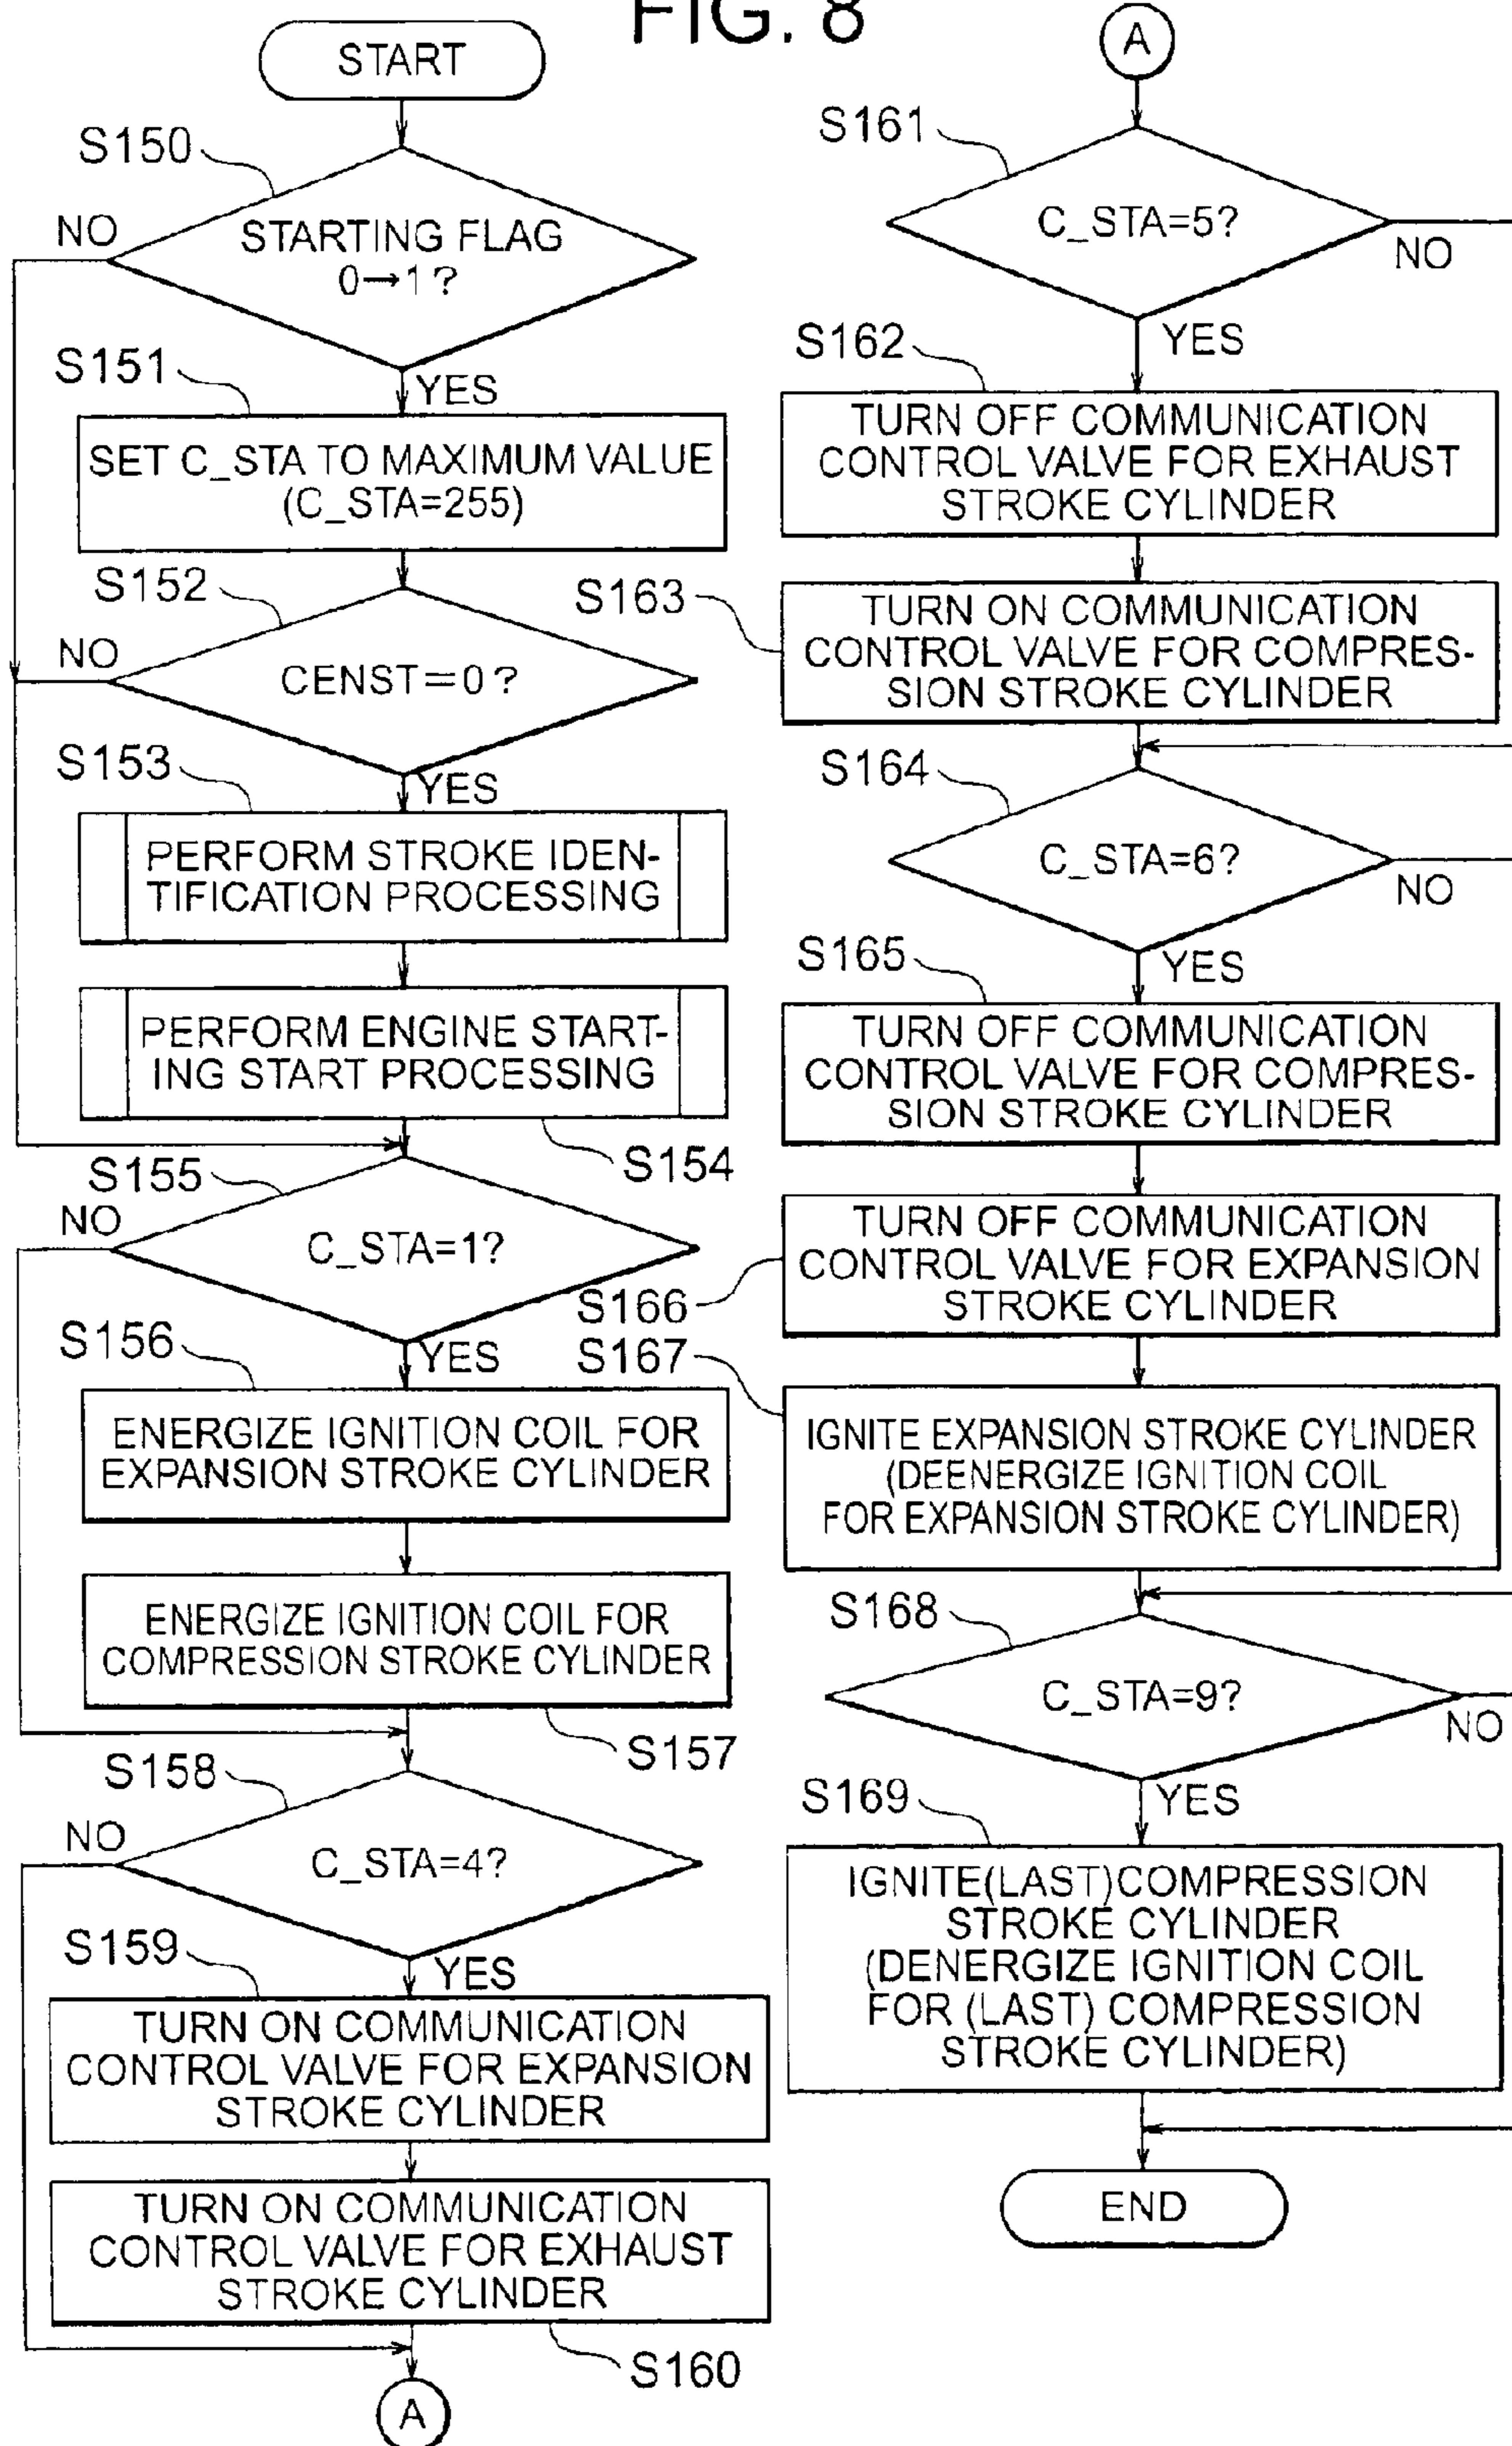 FIG. 8
START
S150
NO
STARTING FLAG
0→1?
S151
YES
SET C_STA TO MAXIMUM VALUE
(C_STA=255)
S152
NO
CENST=0?
S153
YES
PERFORM STROKE IDEN-
TIFICATION PROCESSING
PERFORM ENGINE START-
ING START PROCESSING
S154
S155
NO
C_STA=1?
S156
YES
ENERGIZE IGNITION COIL FOR
EXPANSION STROKE CYLINDER
ENERGIZE IGNITION COIL FOR
COMPRESSION STROKE CYLINDER
S157
S158
NO
C_STA=4?
S159
YES
TURN ON COMMUNICATION
CONTROL VALVE FOR EXPANSION
STROKE CYLINDER
TURN ON COMMUNICATION
CONTROL VALVE FOR EXHAUST
STROKE CYLINDER
S160
A
A
S161
C_STA=5?
NO
S162
YES
TURN OFF COMMUNICATION
CONTROL VALVE FOR EXHAUST
STROKE CYLINDER
S163
TURN ON COMMUNICATION
CONTROL VALVE FOR COMPRES-
SION STROKE CYLINDER
S164
C_STA=6?
NO
S165
YES
TURN OFF COMMUNICATION
CONTROL VALVE FOR COMPRES-
SION STROKE CYLINDER
TURN OFF COMMUNICATION
CONTROL VALVE FOR EXPANSION
STROKE CYLINDER
S166
S167
IGNITE EXPANSION STROKE CYLINDER
(DEENERGIZE IGNITION COIL
FOR EXPANSION STROKE CYLINDER)
S168
C_STA=9?
NO
S169
YES
IGNITE(LAST)COMPRESSION
STROKE CYLINDER
(DENERGIZE IGNITION COIL
FOR (LAST) COMPRESSION
STROKE CYLINDER)
END